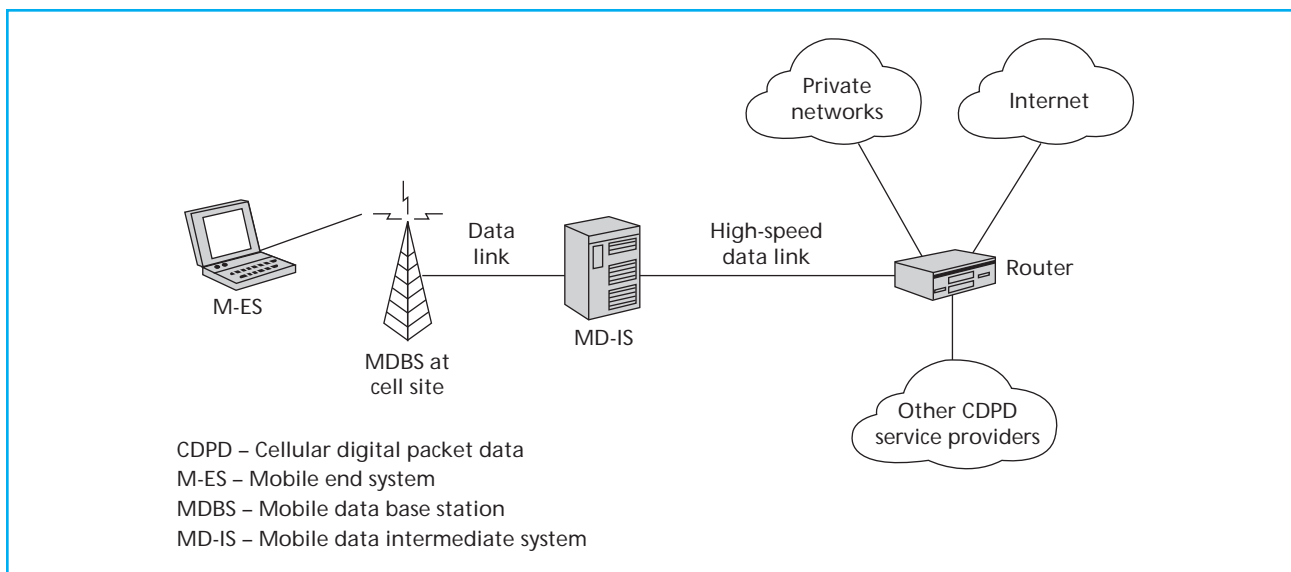 Private
networks
Internet
Data
link
High-speed
data link
Router
M-ES
MD-IS
MDBS at
cell site
Other CDPD
service providers
CDPD – Cellular digital packet data
M-ES – Mobile end system
MDBS – Mobile data base station
MD-IS – Mobile data intermediate system